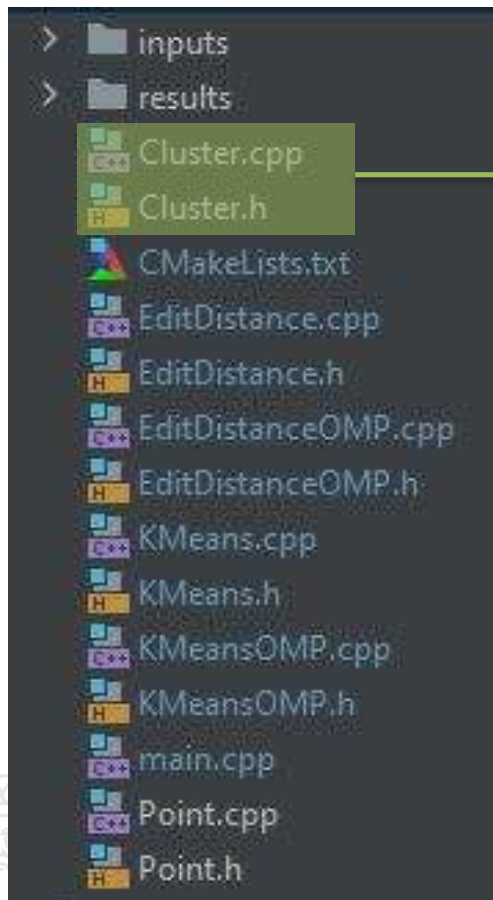 inputs
results
Cluster.cpp
Cluster.h
CMakeLists.txt
EditDistance.cpp
EditDistance.h
EditDistanceOMP.cpp
EditDistanceOMP.h
KMeans.cpp
KMeans.h
KMeansOMP.cpp
KMeansOMP.h
main.cpp
Point.cpp
Point.h